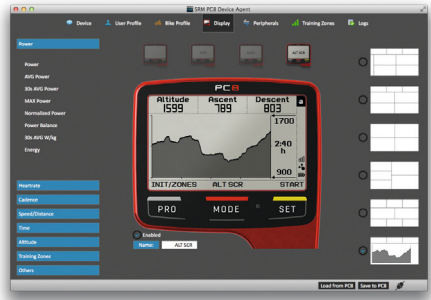 SRM PC8 Device Agent
Device
User Profile
Bike Profile
Display
Peripherals
Training Zones
Logs
Power
Power
AVG Power
30s AVG Power
MAX Power
Normalized Power
Power Balance
30s AVG W/kg
Energy
Heartrate
Cadence
Speed/Distance
Time
Altitude
Training Zones
Others
ALT SCR
PC8
Altitude Ascent Descent a
1599 789 803
1700
2:40
h
900
INIT/ZONES ALT SCR START
PRO MODE SET
Enabled
Name: ALT SCR
Load from PC8 Save to PC8